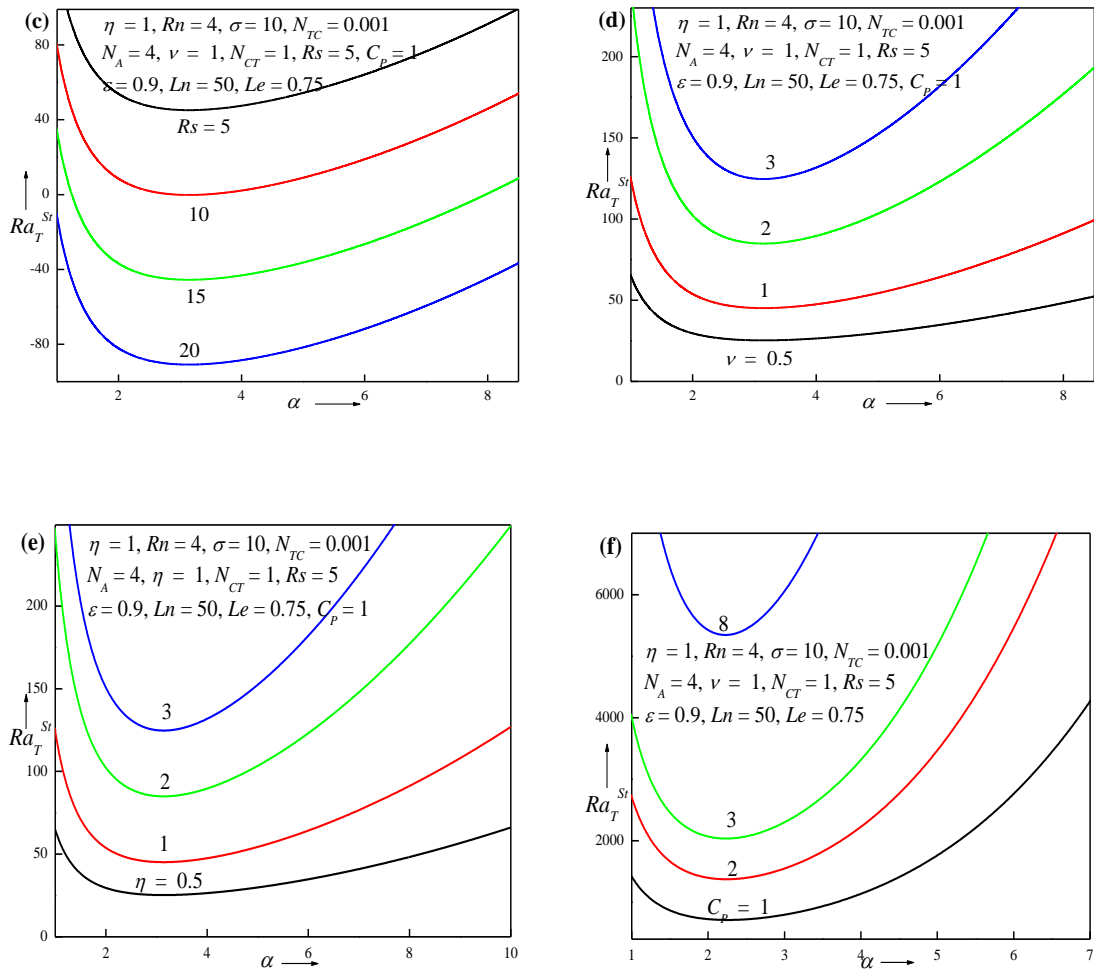 (c)
η = 1, Rn = 4, σ = 10, N_TC = 0.001
N_A = 4, ν = 1, N_CT = 1, Rs = 5, C_P = 1
ε = 0.9, Ln = 50, Le = 0.75
Rs = 5
10
15
20
80
40
0
-40
-80
Ra_T^St
2 4 6 8
α
(d)
η = 1, Rn = 4, σ = 10, N_TC = 0.001
N_A = 4, ν = 1, N_CT = 1, Rs = 5
ε = 0.9, Ln = 50, Le = 0.75, C_P = 1
3
2
1
ν = 0.5
200
150
100
50
0
Ra_T^St
2 4 6 8
α
(e)
η = 1, Rn = 4, σ = 10, N_TC = 0.001
N_A = 4, η = 1, N_CT = 1, Rs = 5
ε = 0.9, Ln = 50, Le = 0.75, C_P = 1
3
2
1
η = 0.5
200
150
100
50
0
Ra_T^St
2 4 6 8 10
α
(f)
8
η = 1, Rn = 4, σ = 10, N_TC = 0.001
N_A = 4, ν = 1, N_CT = 1, Rs = 5
ε = 0.9, Ln = 50, Le = 0.75
3
2
C_P = 1
6000
4000
2000
Ra_T^St
1 2 3 4 5 6 7
α